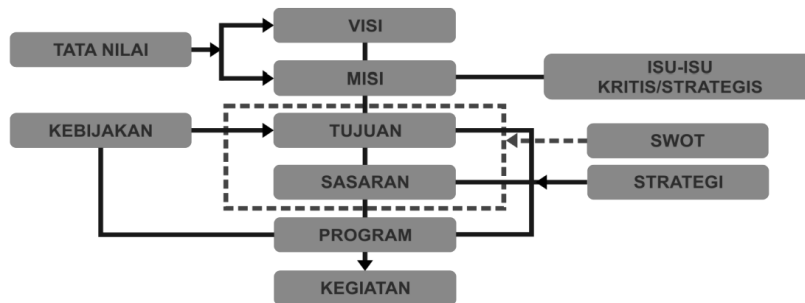 VISI
TATA NILAI
MISI
ISU-ISU
KRITIS/STRATEGIS
KEBIJAKAN
TUJUAN
SWOT
SASARAN
STRATEGI
PROGRAM
KEGIATAN